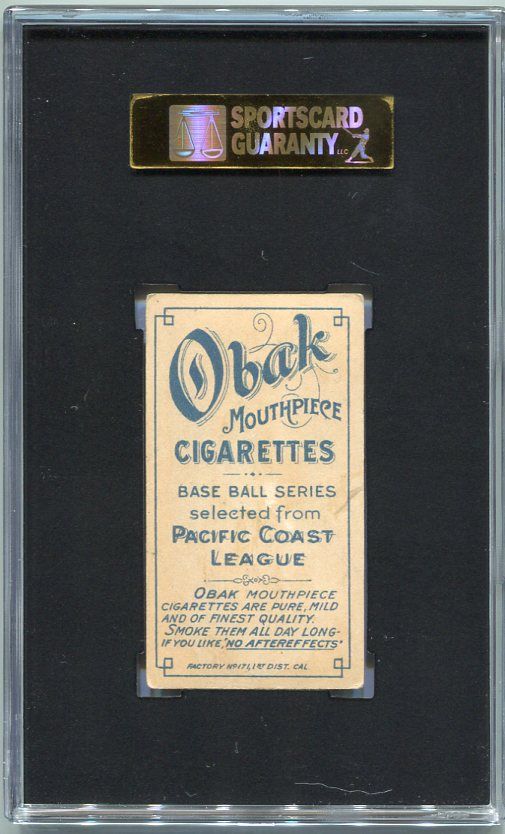 SPORTSCARD
GUARANTY LLC
Obak
MOUTHPIECE
CIGARETTES
BASE BALL SERIES
selected from
PACIFIC COAST
LEAGUE
OBAK MOUTHPIECE
CIGARETTES ARE PURE, MILD
AND OF FINEST QUALITY.
SMOKE THEM ALL DAY LONG-
IF YOU LIKE, "NO AFTEREFFECTS"
FACTORY No 171, 1ST DIST. CAL